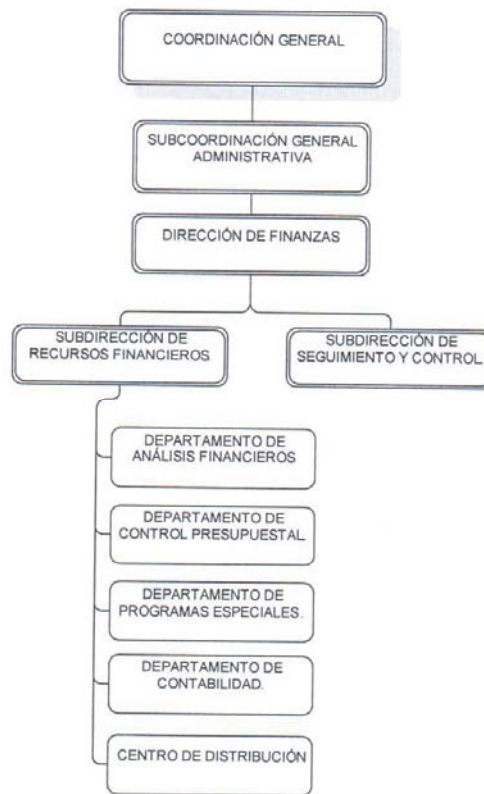 COORDINACIÓN GENERAL
SUBCOORDINACIÓN GENERAL
ADMINISTRATIVA
DIRECCIÓN DE FINANZAS
SUBDIRECCIÓN DE
RECURSOS FINANCIEROS
SUBDIRECCIÓN DE
SEGUIMIENTO Y CONTROL
DEPARTAMENTO DE
ANÁLISIS FINANCIEROS
DEPARTAMENTO DE
CONTROL PRESUPUESTAL
DEPARTAMENTO DE
PROGRAMAS ESPECIALES.
DEPARTAMENTO DE
CONTABILIDAD.
CENTRO DE DISTRIBUCIÓN